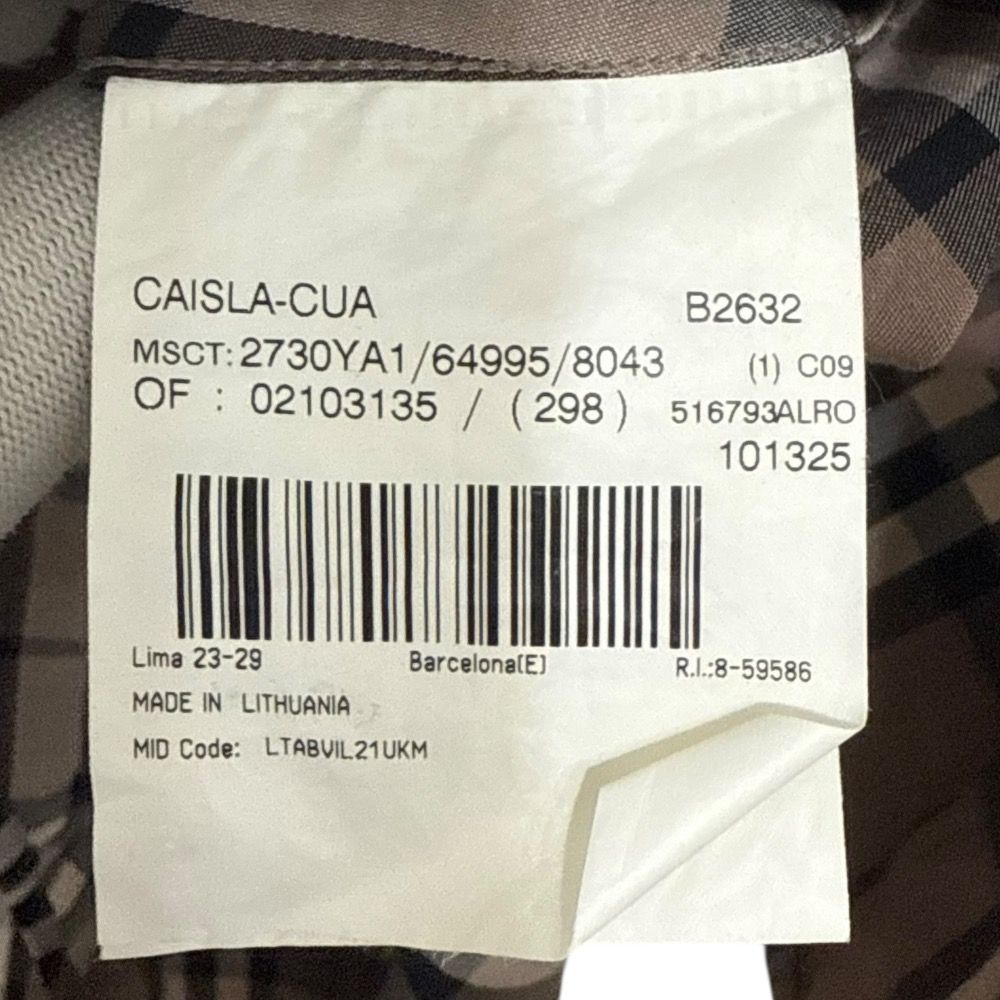 CAISLA-CUA B2632
MSCT:2730YA1/64995/8043 (1) C09
OF : 02103135 / (298) 516793ALRO
101325
Lima 23-29 Barcelona(E) R.I.:8-59586
MADE IN LITHUANIA
MID Code: LTABVIL21UKM